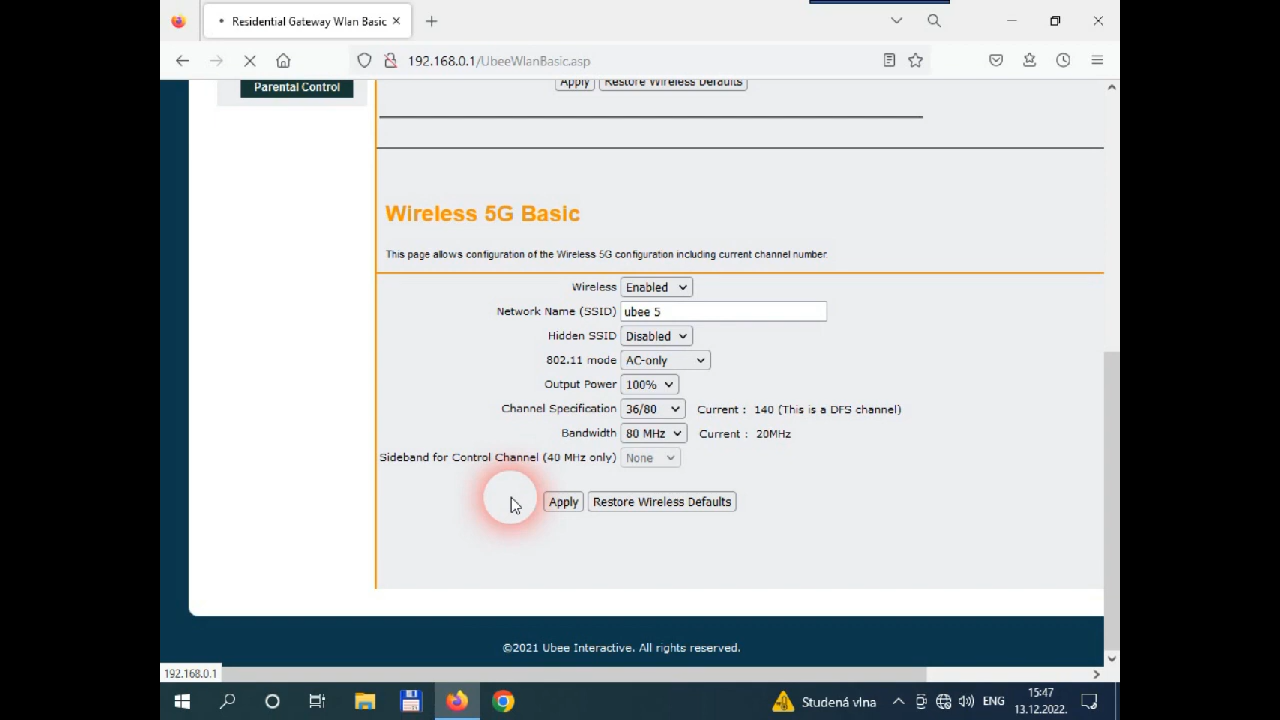 Residential Gateway Wlan Basic
192.168.0.1/UbeeWlanBasic.asp
Parental Control
Apply Restore Wireless Defaults
Wireless 5G Basic
This page allows configuration of the Wireless 5G configuration including current channel number.
Wireless Enabled
Network Name (SSID) ubee 5
Hidden SSID Disabled
802.11 mode AC-only
Output Power 100%
Channel Specification 36/80 Current : 140 (This is a DFS channel)
Bandwidth 80 MHz Current : 20MHz
Sideband for Control Channel (40 MHz only) None
Apply Restore Wireless Defaults
©2021 Ubee Interactive. All rights reserved.
192.168.0.1
Studená vlna ENG 15:47
13.12.2022.